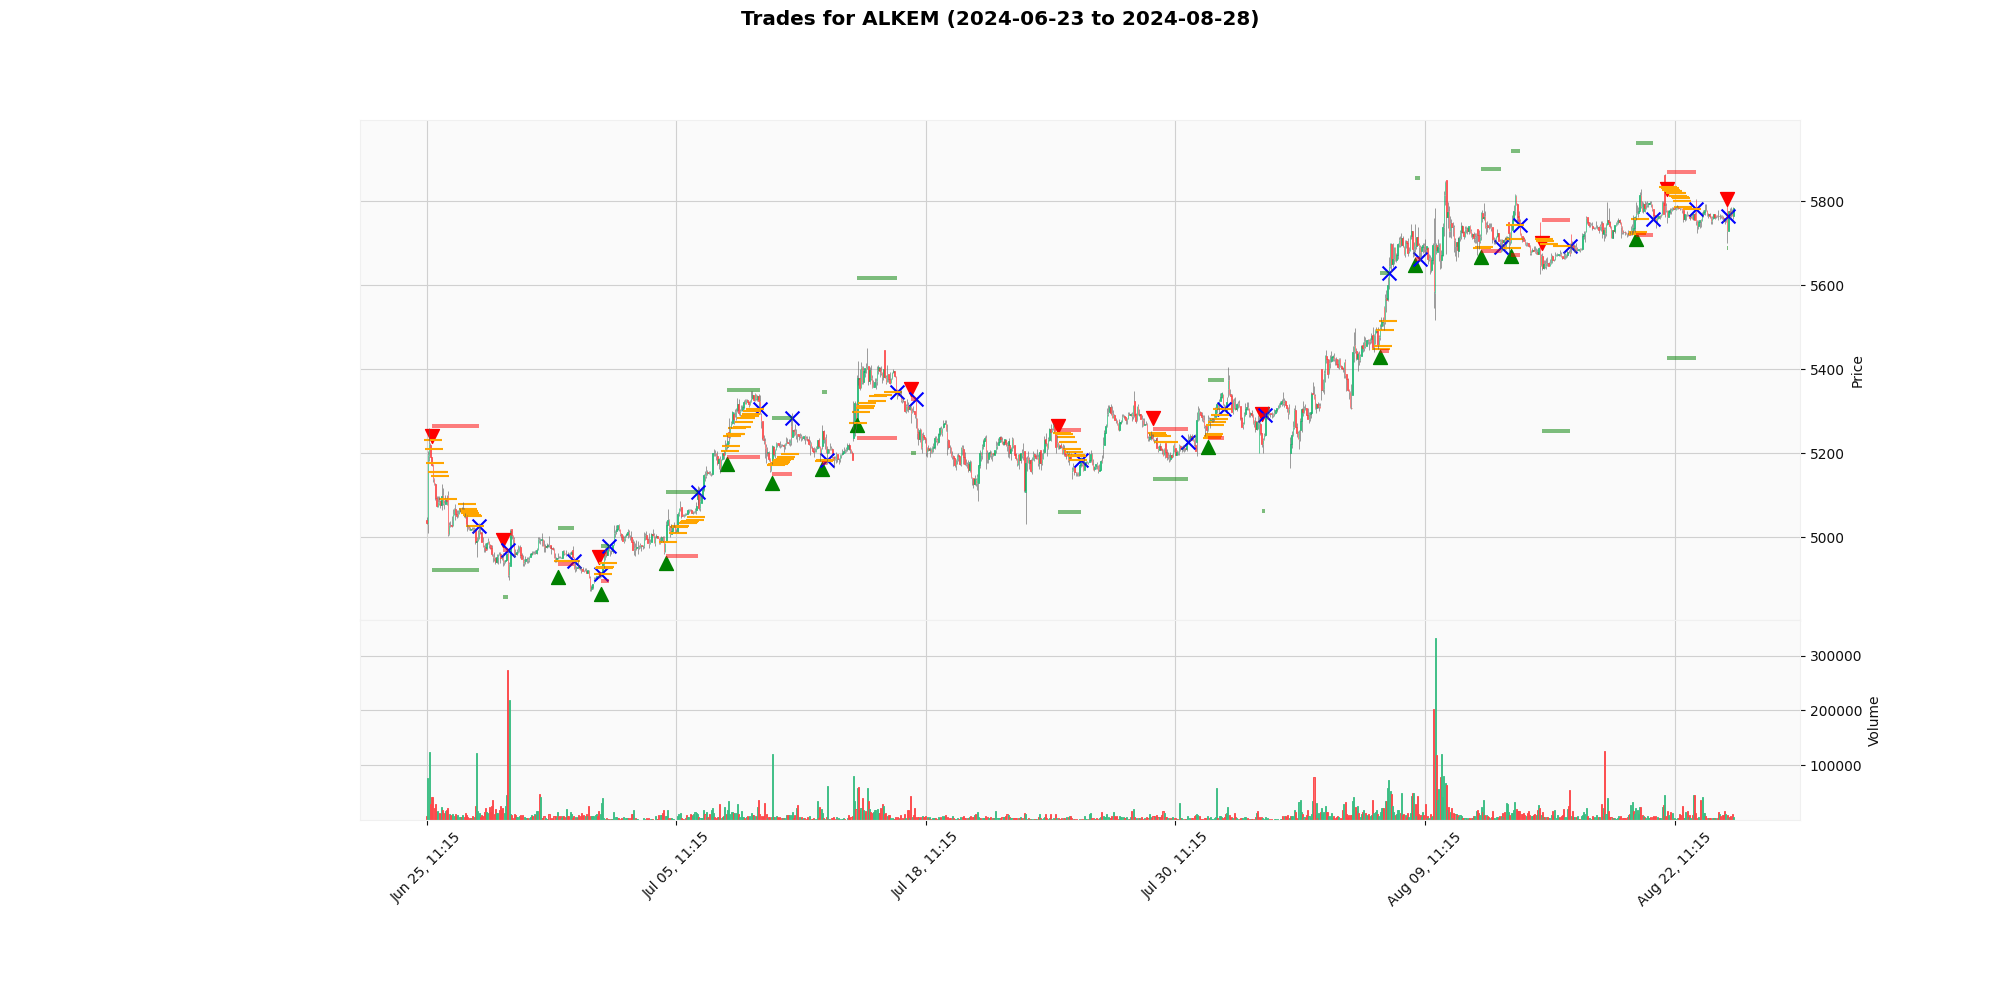 Trades for ALKEM (2024-06-23 to 2024-08-28)
5800
5600
5400
5200
5000
Price
300000
200000
100000
Volume
Jun 25, 11:15
Jul 05, 11:15
Jul 18, 11:15
Jul 30, 11:15
Aug 09, 11:15
Aug 22, 11:15